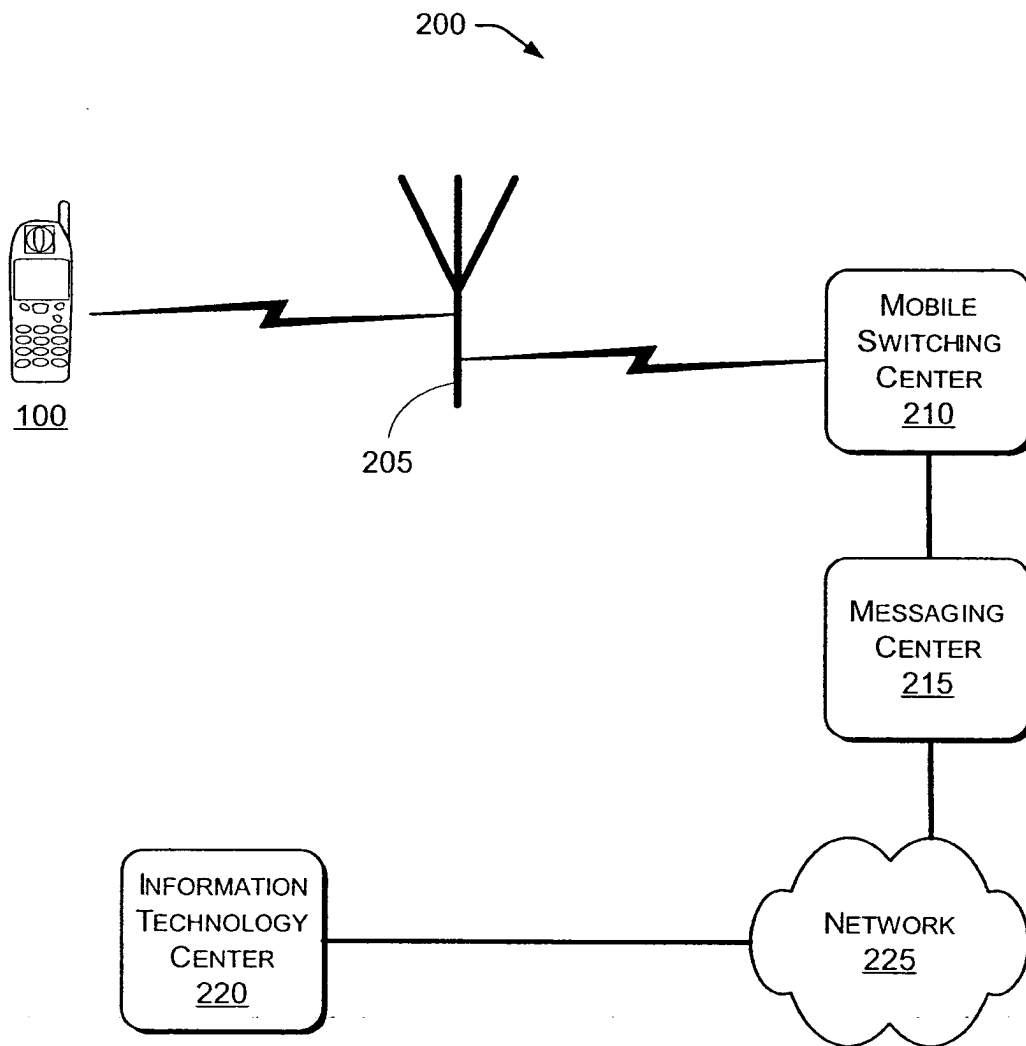 200
100
205
MOBILE
SWITCHING
CENTER
210
MESSAGING
CENTER
215
INFORMATION
TECHNOLOGY
CENTER
220
NETWORK
225